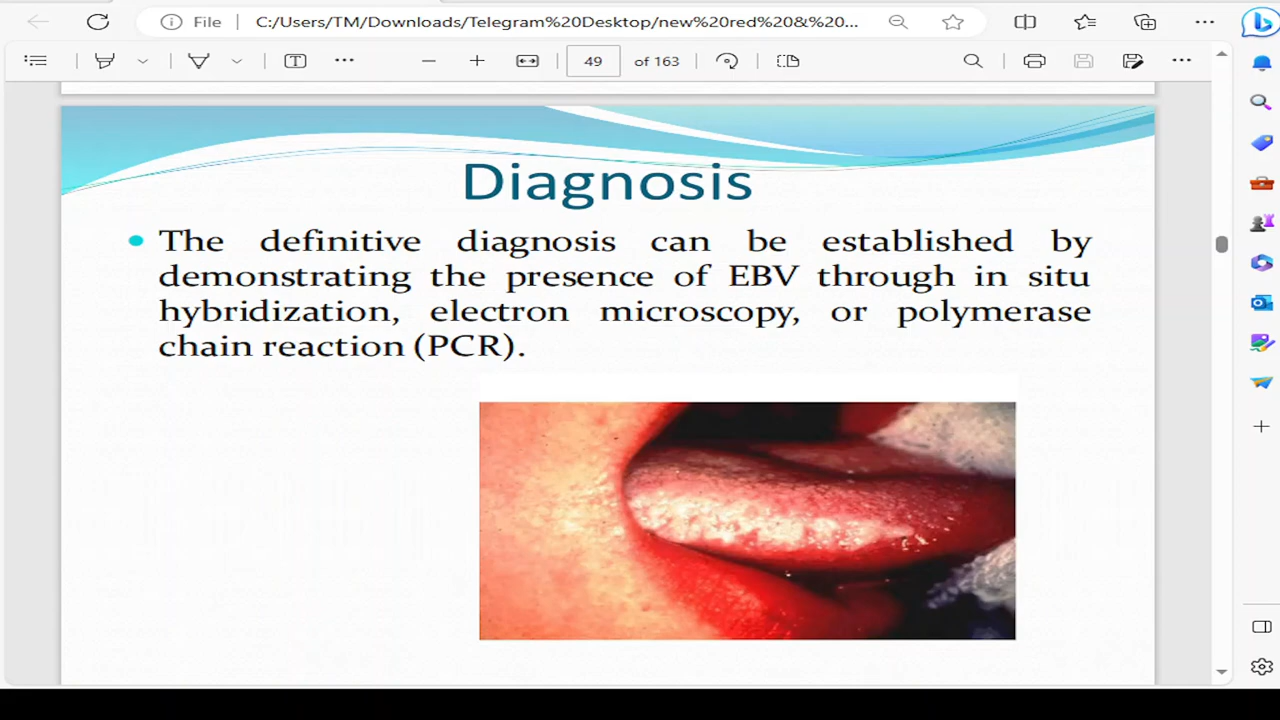 File C:/Users/TM/Downloads/Telegram%20Desktop/new%20red%20&%20...
49 of 163
Diagnosis
The definitive diagnosis can be established by
demonstrating the presence of EBV through in situ
hybridization, electron microscopy, or polymerase
chain reaction (PCR).